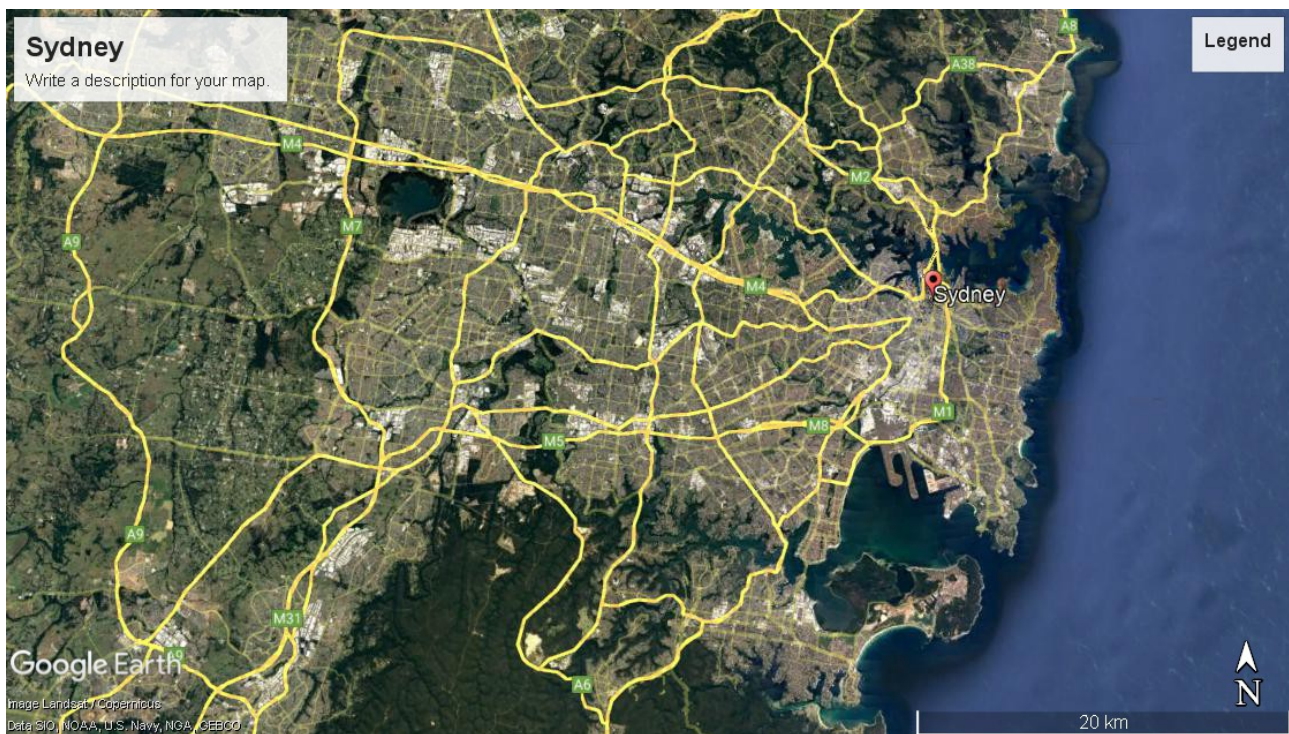 Sydney
Write a description for your map.
Legend
A8
A38
M4
M2
M7
A9
M4
Sydney
M1
M8
M5
A9
M31
A9
A6
Google Earth
Image Landsat / Copernicus
Data SIO, NOAA, U.S. Navy, NGA, GEBCO
N
20 km